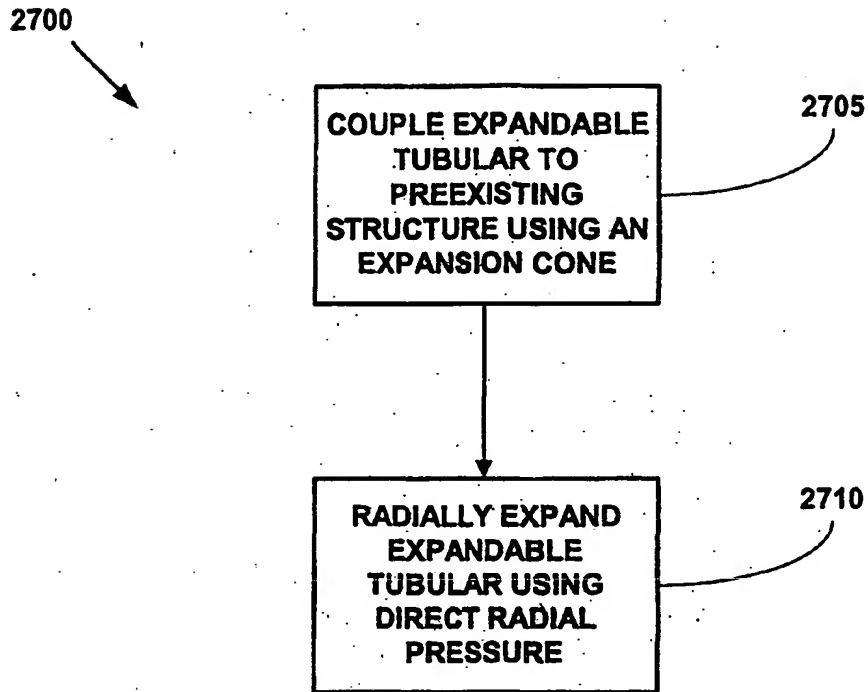 2700
COUPLE EXPANDABLE
TUBULAR TO
PREEXISTING
STRUCTURE USING AN
EXPANSION CONE
2705
RADIALLY EXPAND
EXPANDABLE
TUBULAR USING
DIRECT RADIAL
PRESSURE
2710